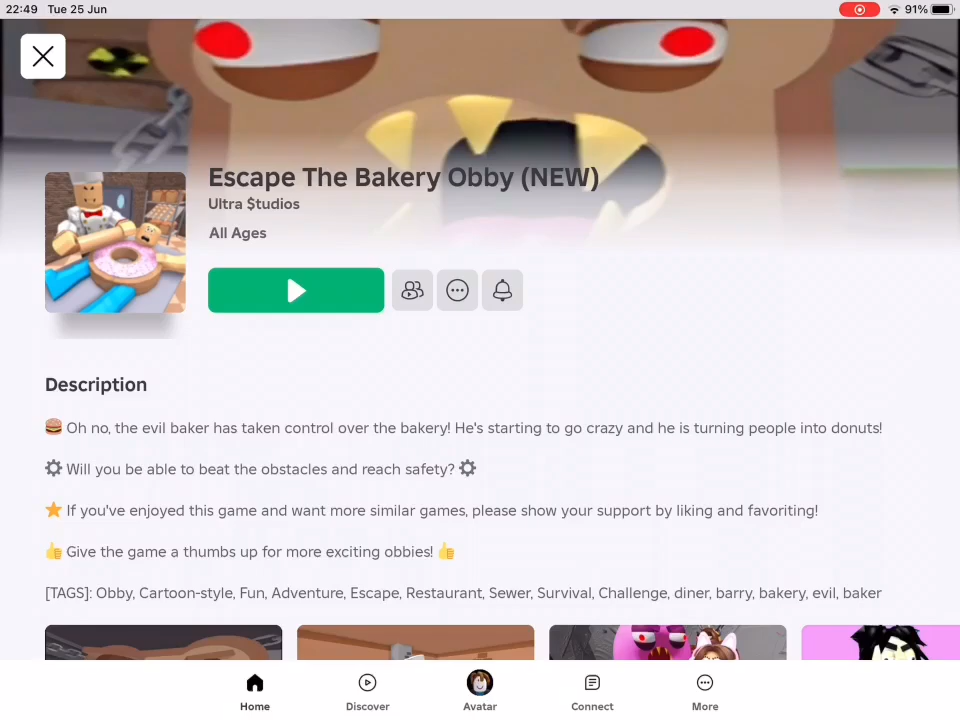 22:49 Tue 25 Jun
91%
Escape The Bakery Obby (NEW)
Ultra $tudios
All Ages
Description
🍔 Oh no, the evil baker has taken control over the bakery! He's starting to go crazy and he is turning people into donuts!
⚙️ Will you be able to beat the obstacles and reach safety? ⚙️
⭐ If you've enjoyed this game and want more similar games, please show your support by liking and favoriting!
👍 Give the game a thumbs up for more exciting obbies! 👍
[TAGS]: Obby, Cartoon-style, Fun, Adventure, Escape, Restaurant, Sewer, Survival, Challenge, diner, barry, bakery, evil, baker
Home Discover Avatar Connect More